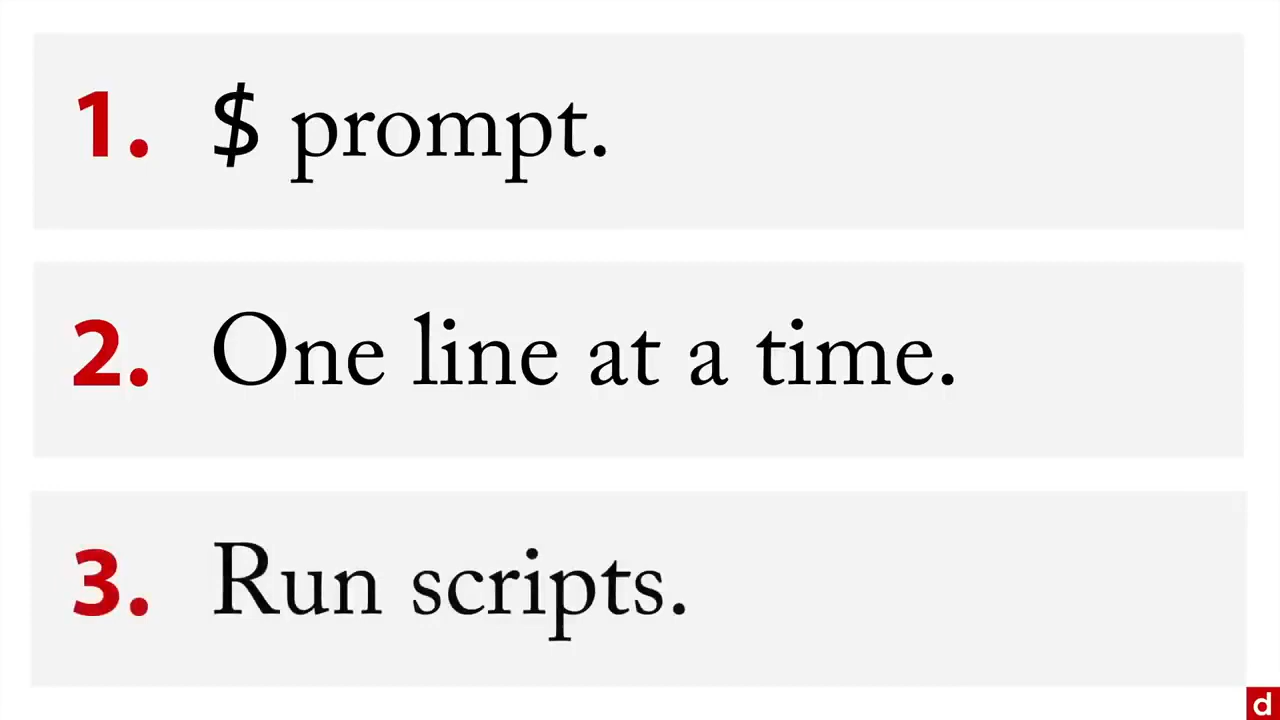 1. $ prompt.
2. One line at a time.
3. Run scripts.
d